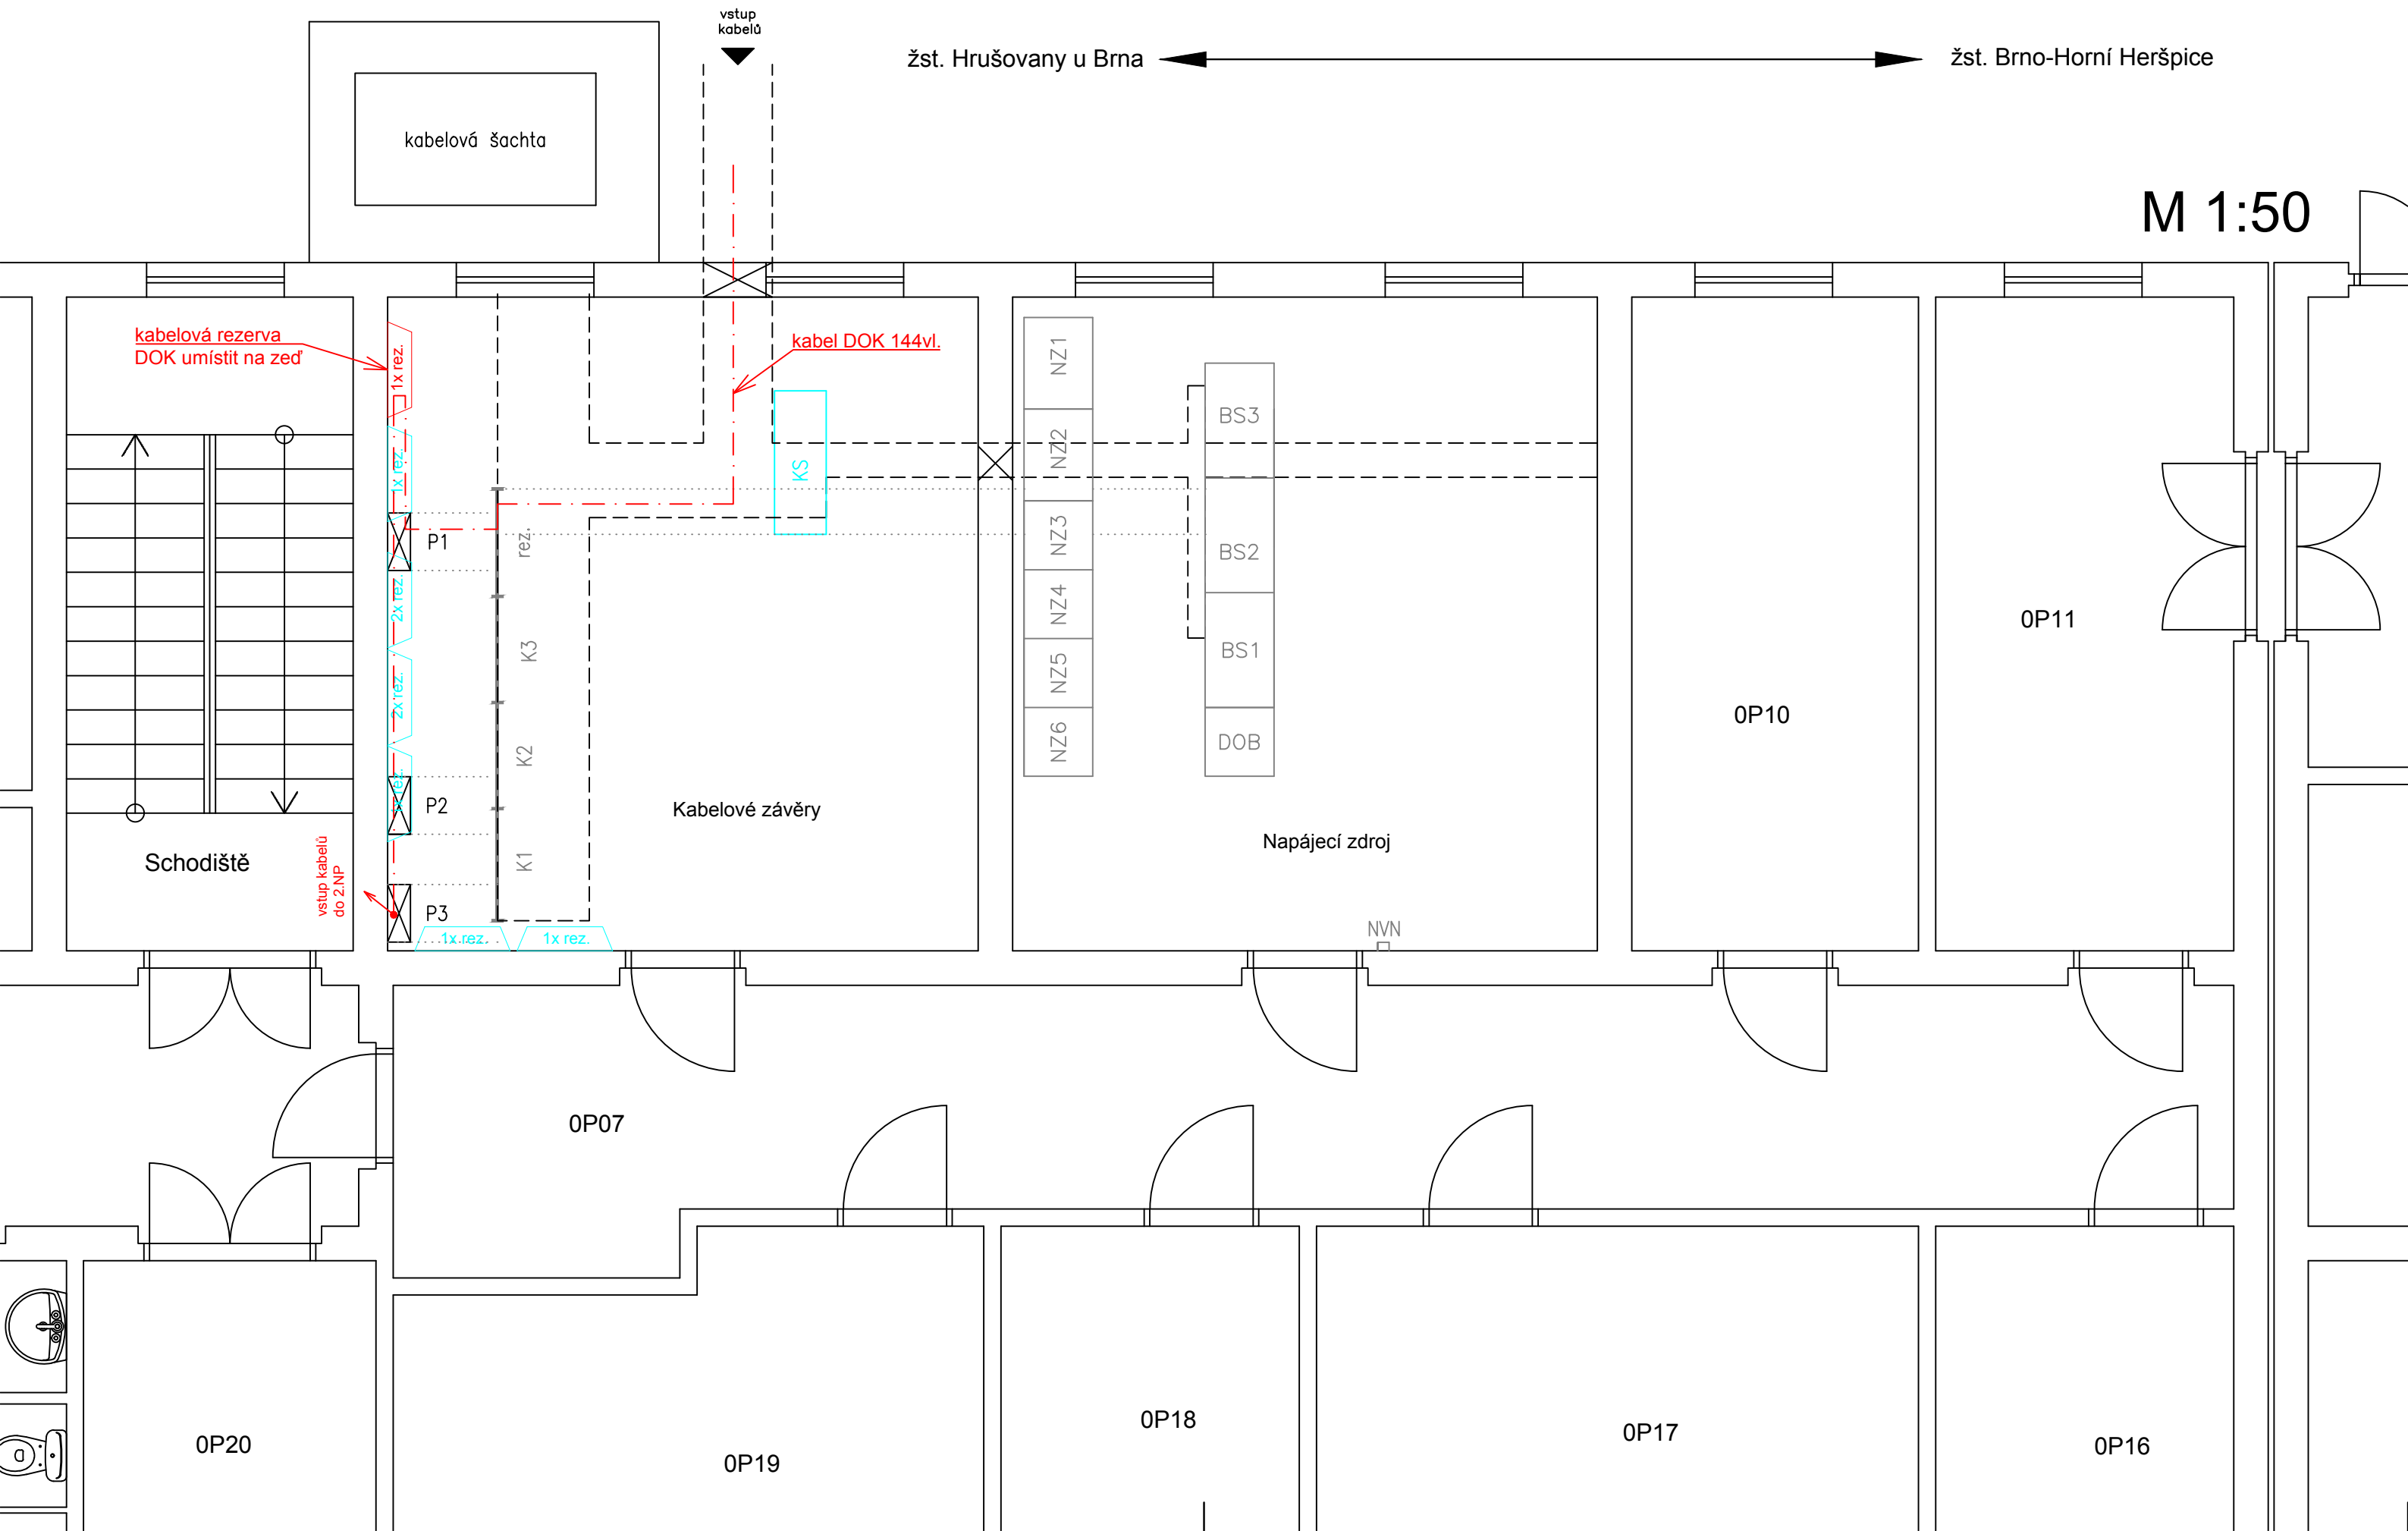 vstup
kabelů
žst. Hrušovany u Brna
žst. Brno-Horní Heršpice
kabelová šachta
M 1:50
kabelová rezerva
DOK umístit na zeď
1x rez.
kabel DOK 144vl.
NZ1
BS3
NZ2
KS
1x rez.
P1
rez.
NZ3
BS2
2x rez.
NZ4
0P11
K3
BS1
2x rez.
NZ5
0P10
K2
NZ6
DOB
1x rez.
P2
Kabelové závěry
Napájecí zdroj
Schodiště
K1
vstup kabelů
do 2.NP
P3
NVN
1x rez.
1x rez.
0P07
0P18
0P17
0P20
0P19
0P16